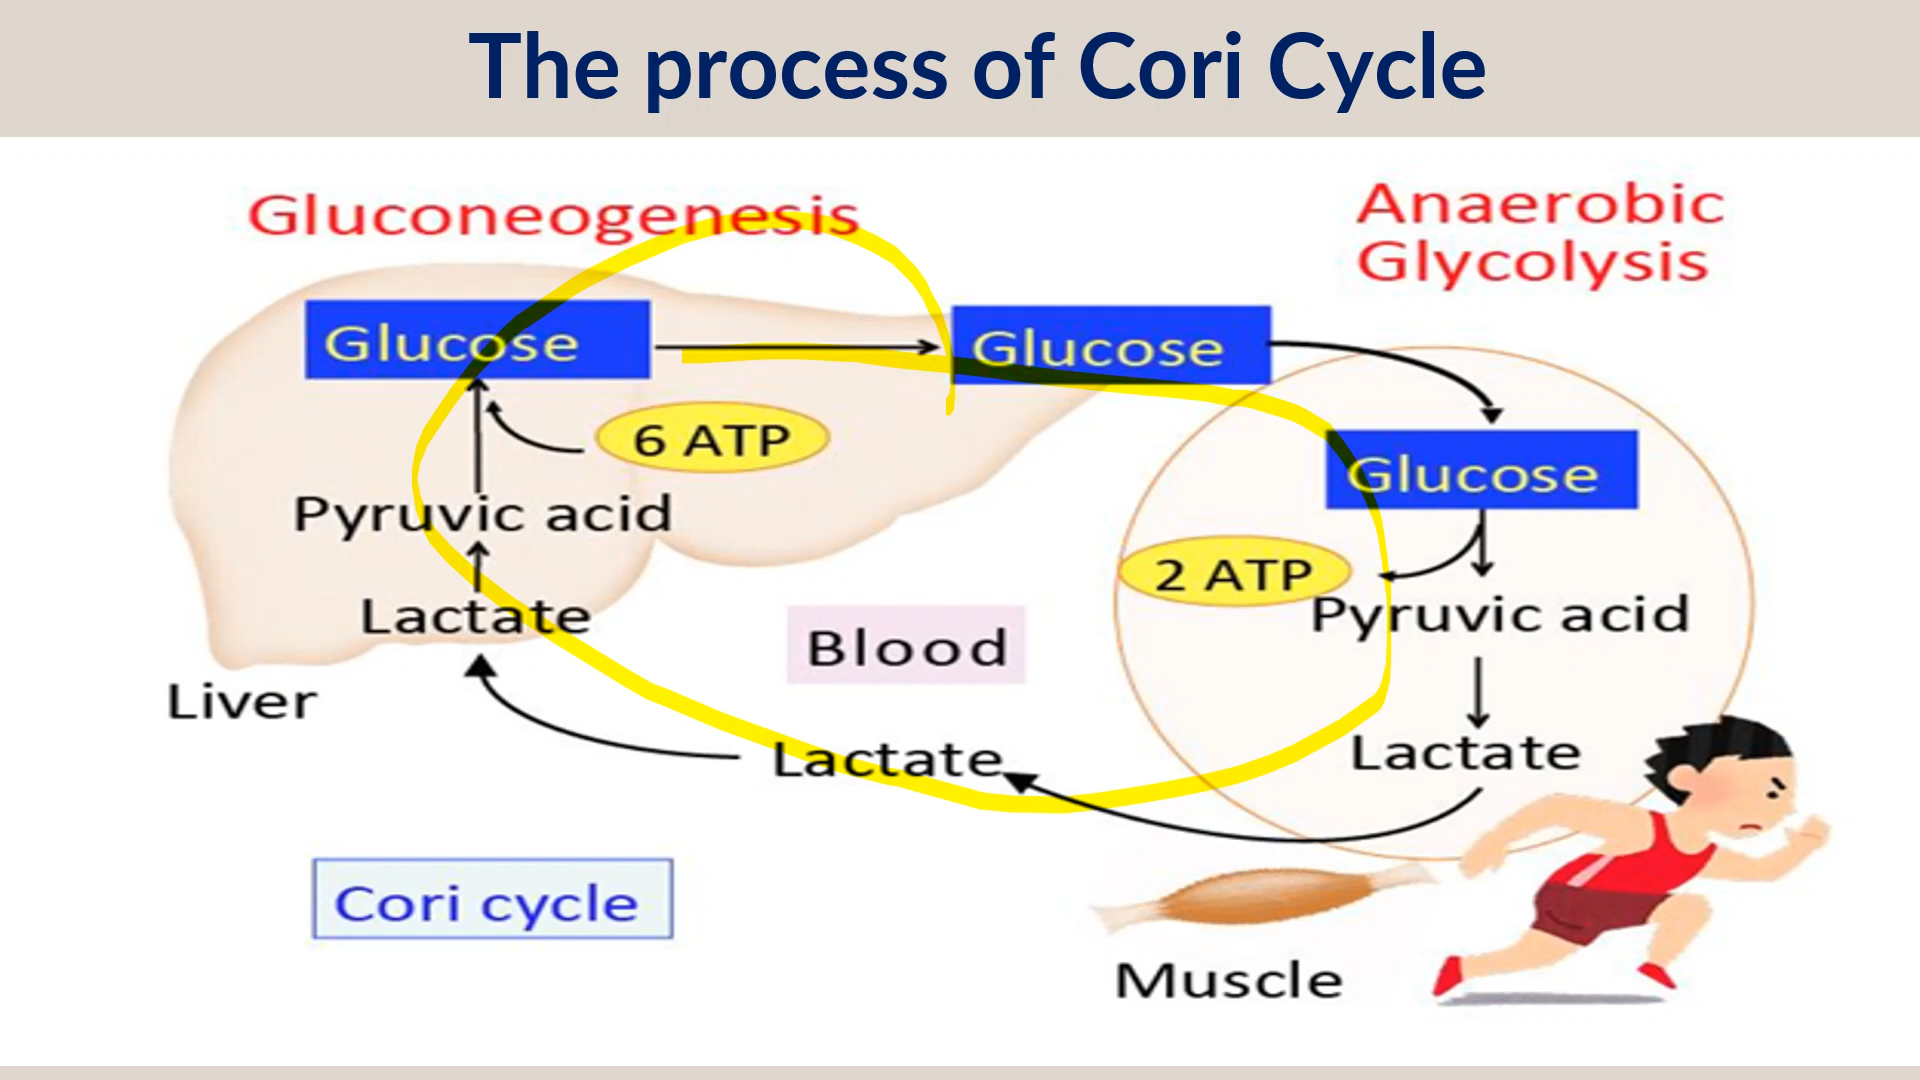 The process of Cori Cycle
Gluconeogenesis
Anaerobic
Glycolysis
Glucose
Glucose
Glucose
6 ATP
2 ATP
Pyruvic acid
Pyruvic acid
Lactate
Blood
Liver
Lactate
Lactate
Cori cycle
Muscle